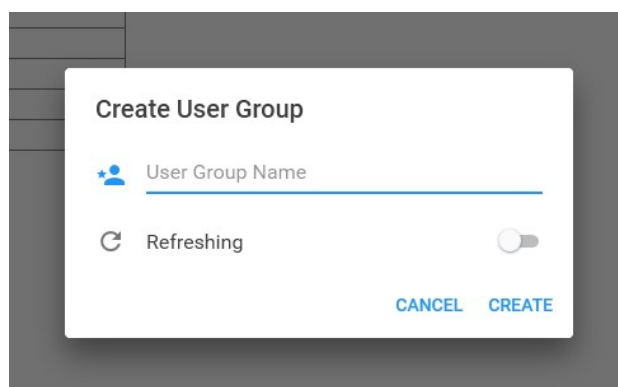 Create User Group
User Group Name
Refreshing
CANCEL CREATE